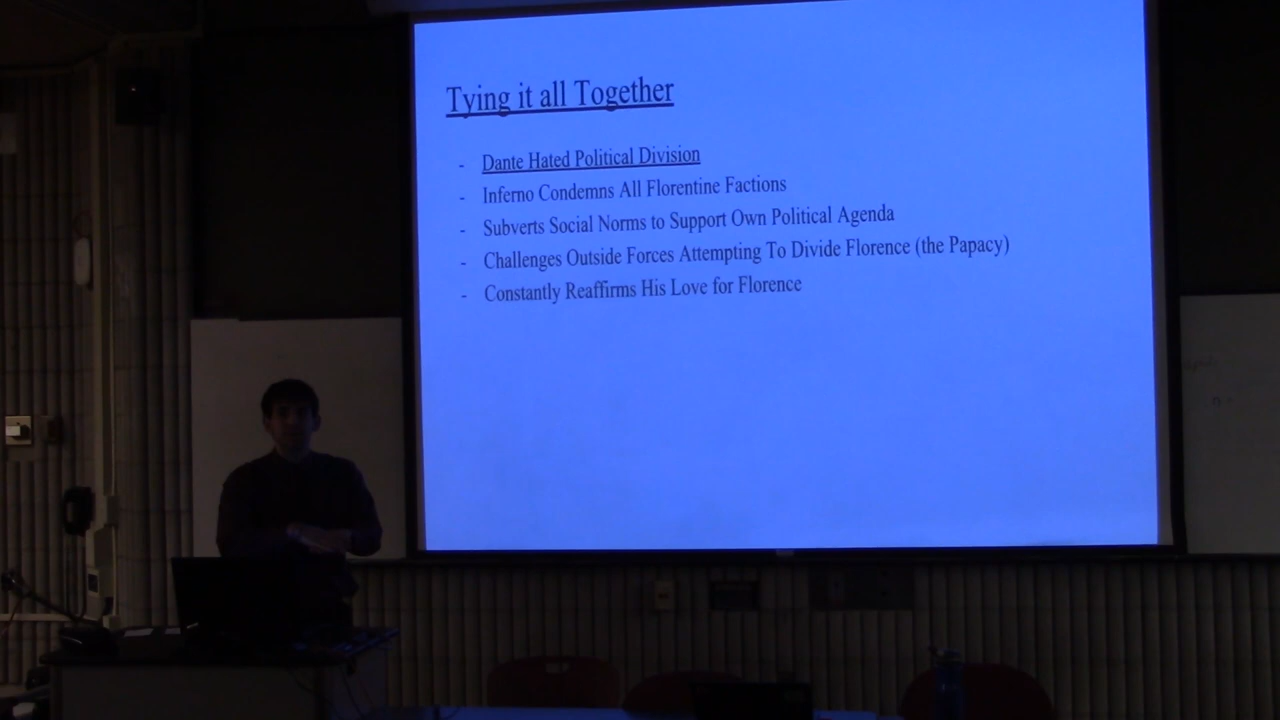 Tying it all Together
- Dante Hated Political Division
- Inferno Condemns All Florentine Factions
- Subverts Social Norms to Support Own Political Agenda
- Challenges Outside Forces Attempting To Divide Florence (the Papacy)
- Constantly Reaffirms His Love for Florence